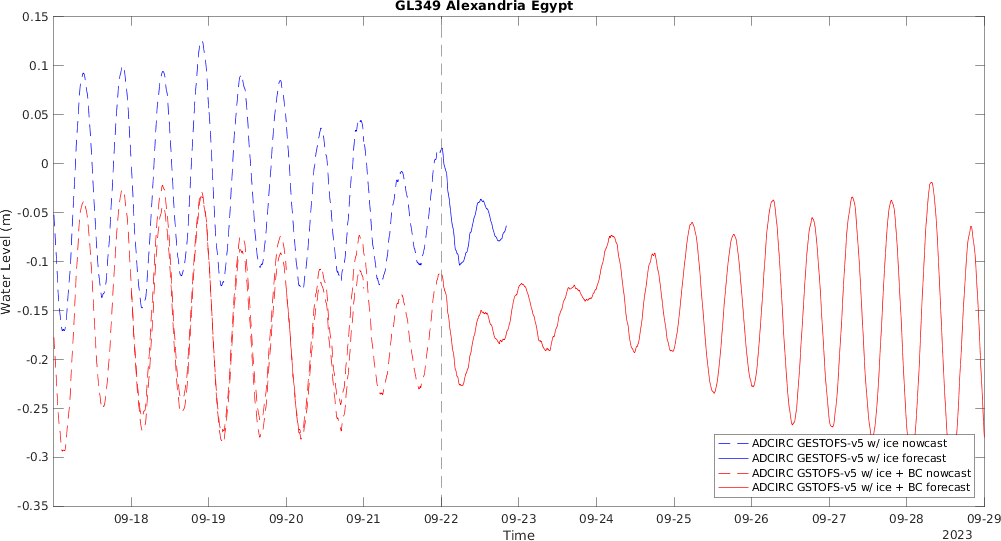 GL349 Alexandria Egypt
0.15
0.1
0.05
0
-0.05
-0.1
-0.15
-0.2
-0.25
-0.3
-0.35
Water Level (m)
ADCIRC GESTOFS-v5 w/ ice nowcast
ADCIRC GESTOFS-v5 w/ ice forecast
ADCIRC GSTOFS-v5 w/ ice + BC nowcast
ADCIRC GSTOFS-v5 w/ ice + BC forecast
09-18 09-19 09-20 09-21 09-22 09-23 09-24 09-25 09-26 09-27 09-28 09-29
Time 2023